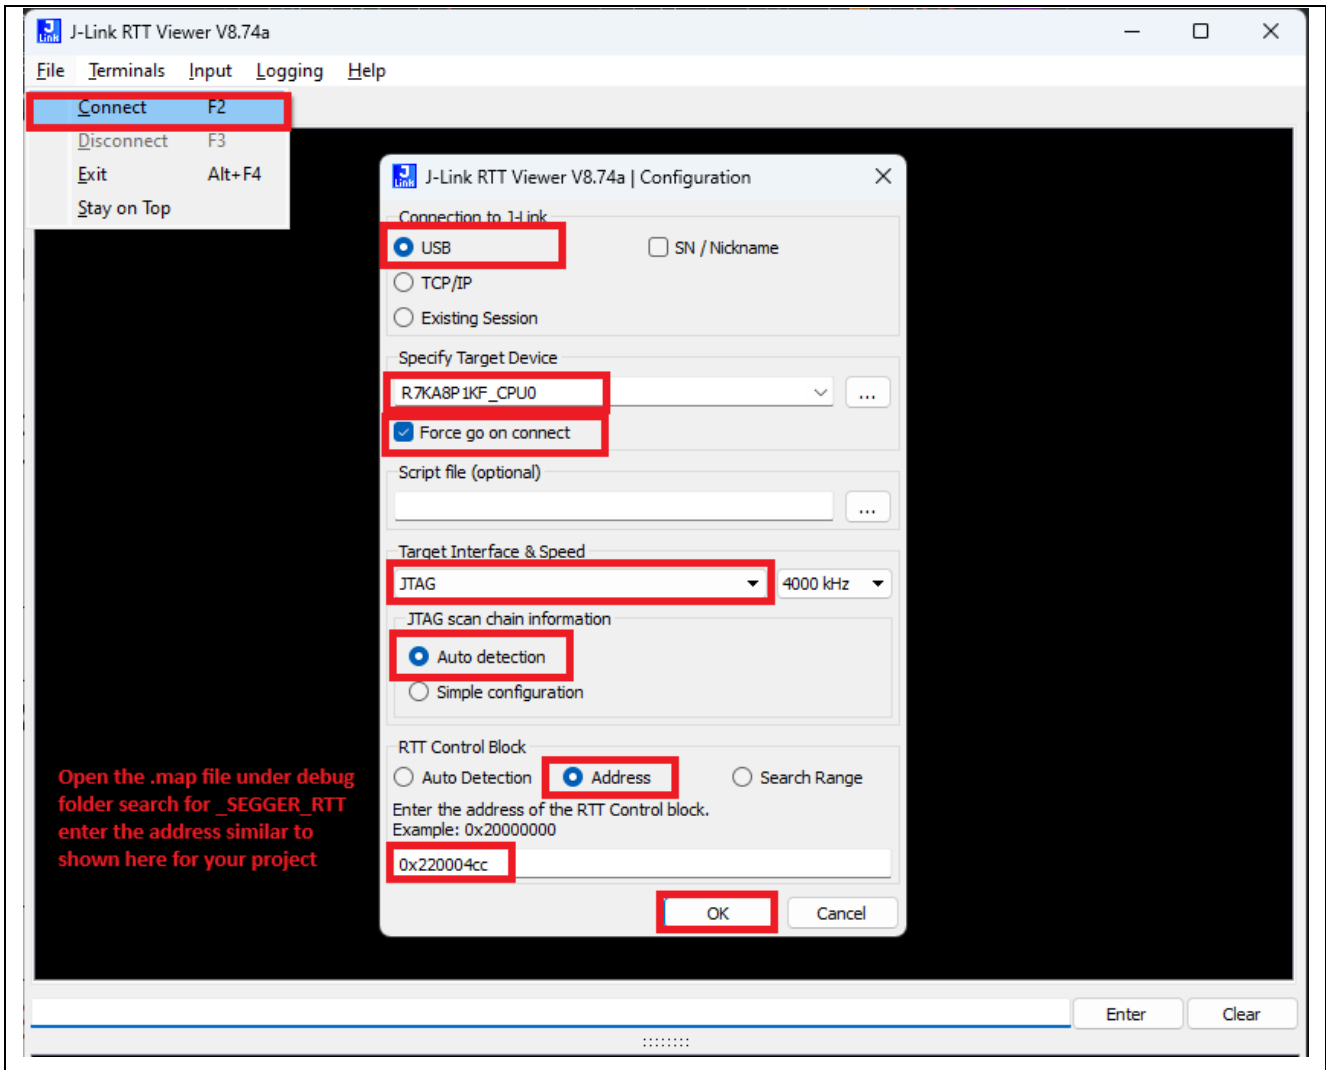 J-Link RTT Viewer V8.74a
File Terminals Input Logging Help
Connect F2
Disconnect F3
Exit Alt+F4
Stay on Top
J-Link RTT Viewer V8.74a | Configuration
Connection to J-Link
USB SN / Nickname
TCP/IP
Existing Session
Specify Target Device
R7KA8P1KF_CPU0 ...
Force go on connect
Script file (optional)
...
Target Interface & Speed
JTAG 4000 kHz
JTAG scan chain information
Auto detection
Simple configuration
RTT Control Block
Auto Detection Address Search Range
Enter the address of the RTT Control block.
Example: 0x20000000
0x220004cc
OK Cancel
Open the .map file under debug
folder search for _SEGGER_RTT
enter the address similar to
shown here for your project
Enter Clear